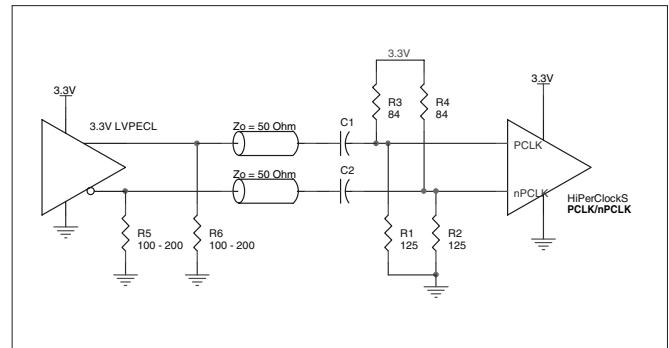 3.3V
3.3V
3.3V
R3
84
R4
84
3.3V LVPECL
Zo = 50 Ohm
C1
PCLK
Zo = 50 Ohm
C2
nPCLK
HiPerClockS
PCLK/nPCLK
R5
100 - 200
R6
100 - 200
R1
125
R2
125